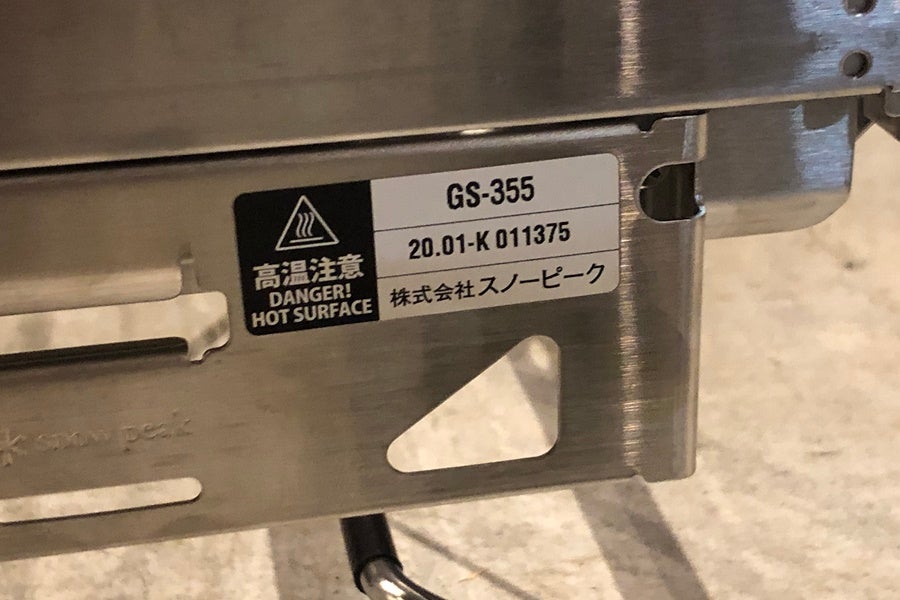 GS-355
20.01-K 011375
株式会社スノーピーク
高温注意
DANGER!
HOT SURFACE
snow peak